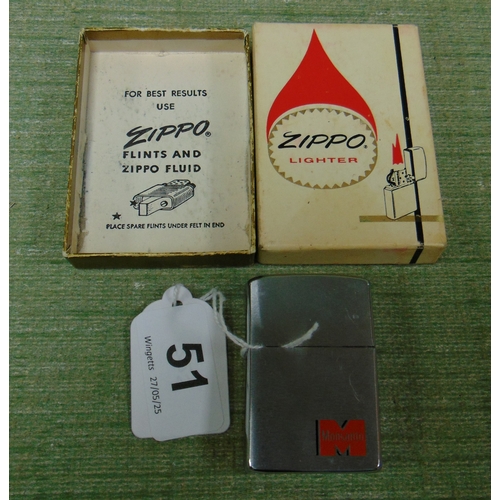 FOR BEST RESULTS
USE
ZIPPO®
FLINTS AND
ZIPPO FLUID
PLACE SPARE FLINTS UNDER FELT IN END
ZIPPO®
LIGHTER
51
Wingetts 27/05/25
M